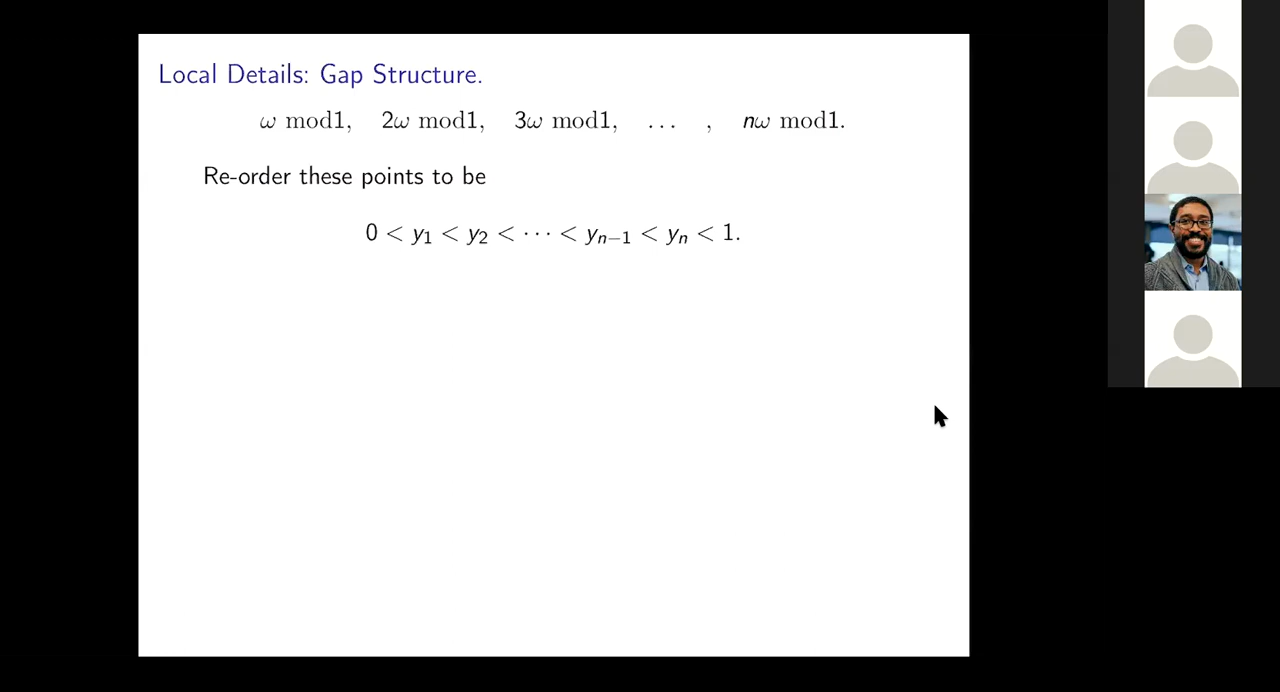 Local Details: Gap Structure.
ω mod1, 2ω mod1, 3ω mod1, ... , nω mod1.
Re-order these points to be
0 < y₁ < y₂ < ··· < yₙ₋₁ < yₙ < 1.